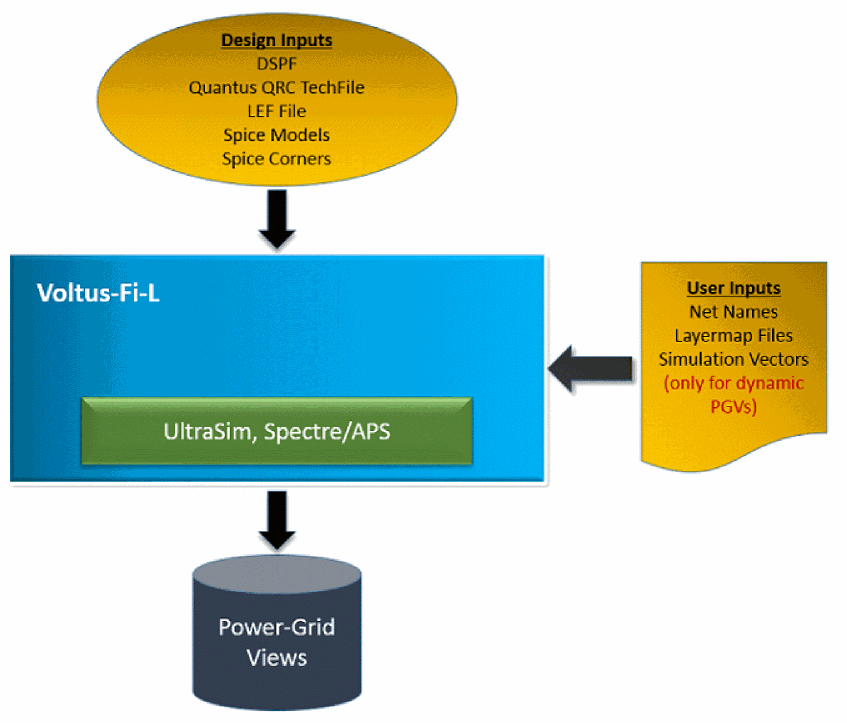 Design Inputs
DSPF
Quantus QRC TechFile
LEF File
Spice Models
Spice Corners
Voltus-Fi-L
User Inputs
Net Names
Layermap Files
Simulation Vectors
(only for dynamic
PGVs)
UltraSim, Spectre/APS
Power-Grid
Views